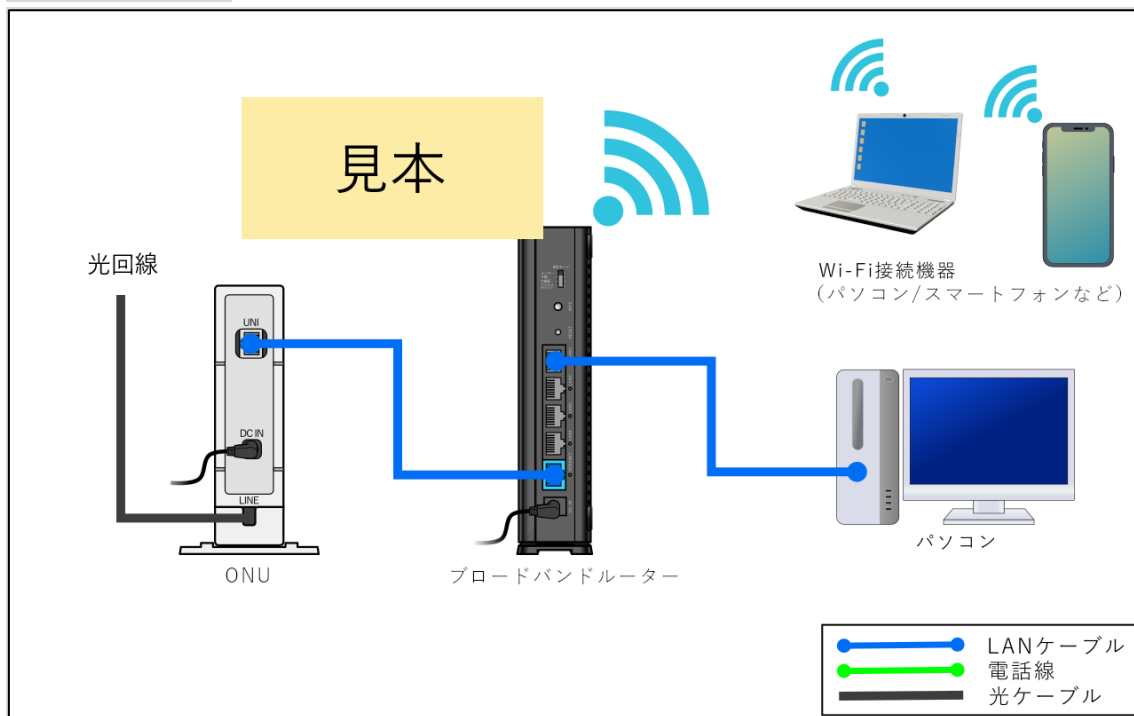 見本
光回線
Wi-Fi接続機器
(パソコン/スマートフォンなど)
UNI
DC IN
LINE
ONU
ブロードバンドルーター
パソコン
LANケーブル
電話線
光ケーブル